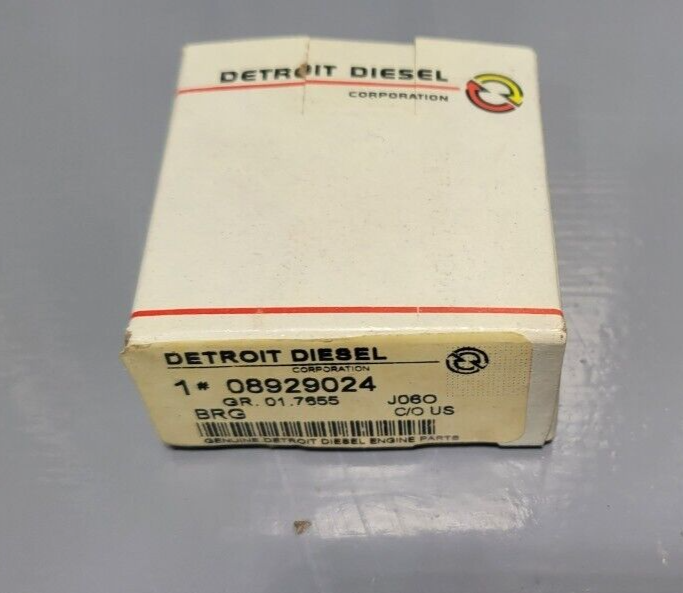 DETROIT DIESEL
CORPORATION
DETROIT DIESEL
CORPORATION
1* 08929024
GR. 01.7655 J06O
BRG C/O US
GENUINE DETROIT DIESEL ENGINE PARTS